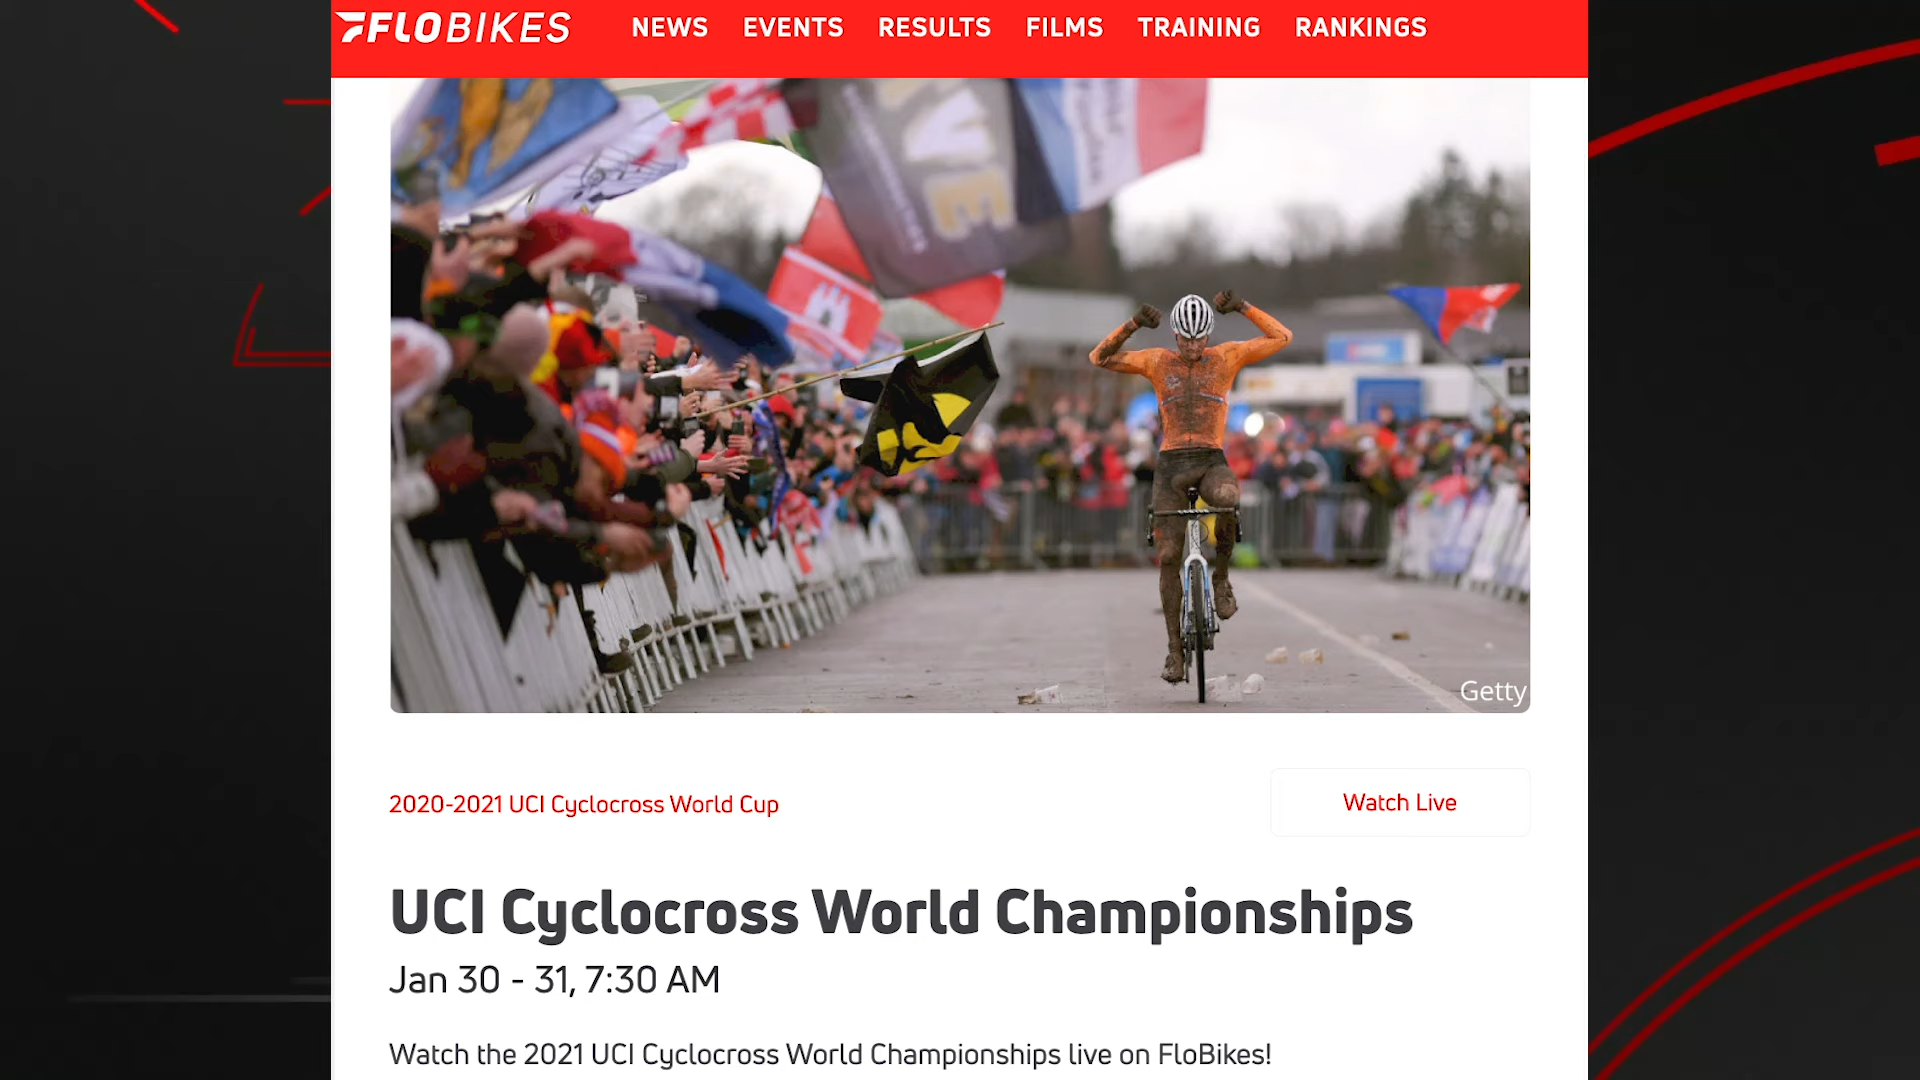 FLOBIKES
NEWS EVENTS RESULTS FILMS TRAINING RANKINGS
Getty
2020-2021 UCI Cyclocross World Cup
Watch Live
UCI Cyclocross World Championships
Jan 30 - 31, 7:30 AM
Watch the 2021 UCI Cyclocross World Championships live on FloBikes!